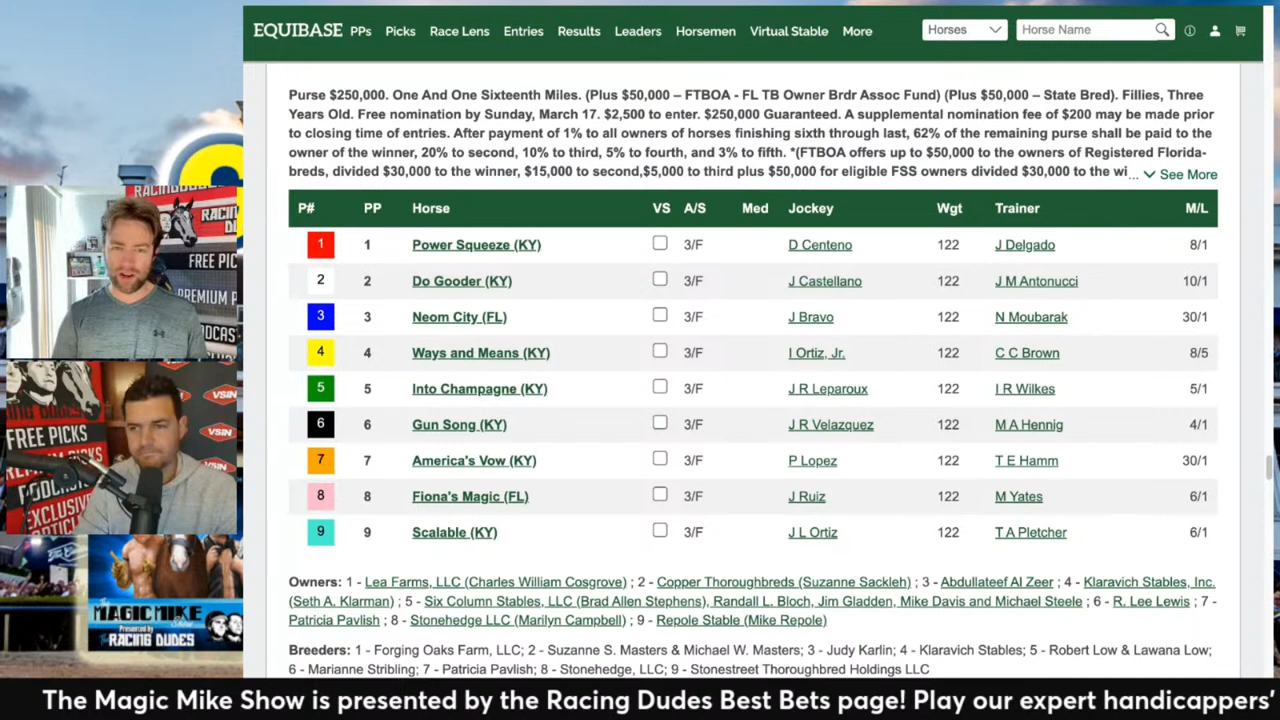 EQUIBASE PPs Picks Race Lens Entries Results Leaders Horsemen Virtual Stable More Horses Horse Name
Purse $250,000. One And One Sixteenth Miles. (Plus $50,000 – FTBOA - FL TB Owner Brdr Assoc Fund) (Plus $50,000 – State Bred). Fillies, Three
Years Old. Free nomination by Sunday, March 17. $2,500 to enter. $250,000 Guaranteed. A supplemental nomination fee of $200 may be made prior
to closing time of entries. After payment of 1% to all owners of horses finishing sixth through last, 62% of the remaining purse shall be paid to the
owner of the winner, 20% to second, 10% to third, 5% to fourth, and 3% to fifth. *(FTBOA offers up to $50,000 to the owners of Registered Florida-
breds, divided $30,000 to the winner, $15,000 to second,$5,000 to third plus $50,000 for eligible FSS owners divided $30,000 to the wi... See More
P# PP Horse VS A/S Med Jockey Wgt Trainer M/L
1 1 Power Squeeze (KY) 3/F D Centeno 122 J Delgado 8/1
2 2 Do Gooder (KY) 3/F J Castellano 122 J M Antonucci 10/1
3 3 Neom City (FL) 3/F J Bravo 122 N Moubarak 30/1
4 4 Ways and Means (KY) 3/F I Ortiz, Jr. 122 C C Brown 8/5
5 5 Into Champagne (KY) 3/F J R Leparoux 122 I R Wilkes 5/1
6 6 Gun Song (KY) 3/F J R Velazquez 122 M A Hennig 4/1
7 7 America's Vow (KY) 3/F P Lopez 122 T E Hamm 30/1
8 8 Fiona's Magic (FL) 3/F J Ruiz 122 M Yates 6/1
9 9 Scalable (KY) 3/F J L Ortiz 122 T A Pletcher 6/1
Owners: 1 - Lea Farms, LLC (Charles William Cosgrove) ; 2 - Copper Thoroughbreds (Suzanne Sackleh) ; 3 - Abdullateef Al Zeer ; 4 - Klaravich Stables, Inc.
(Seth A. Klarman) ; 5 - Six Column Stables, LLC (Brad Allen Stephens), Randall L. Bloch, Jim Gladden, Mike Davis and Michael Steele ; 6 - R. Lee Lewis ; 7 -
Patricia Pavlish ; 8 - Stonehedge LLC (Marilyn Campbell) ; 9 - Repole Stable (Mike Repole)
Breeders: 1 - Forging Oaks Farm, LLC; 2 - Suzanne S. Masters & Michael W. Masters; 3 - Judy Karlin; 4 - Klaravich Stables; 5 - Robert Low & Lawana Low;
6 - Marianne Stribling; 7 - Patricia Pavlish; 8 - Stonehedge, LLC; 9 - Stonestreet Thoroughbred Holdings LLC
FREE PIC
PREMIUM P
FREE PICKS
EXCLUSIV
VSiN
VSiN
THE
MAGIC MIKE
Show
Presented by the
RACING DUDES
The Magic Mike Show is presented by the Racing Dudes Best Bets page! Play our expert handicappers'